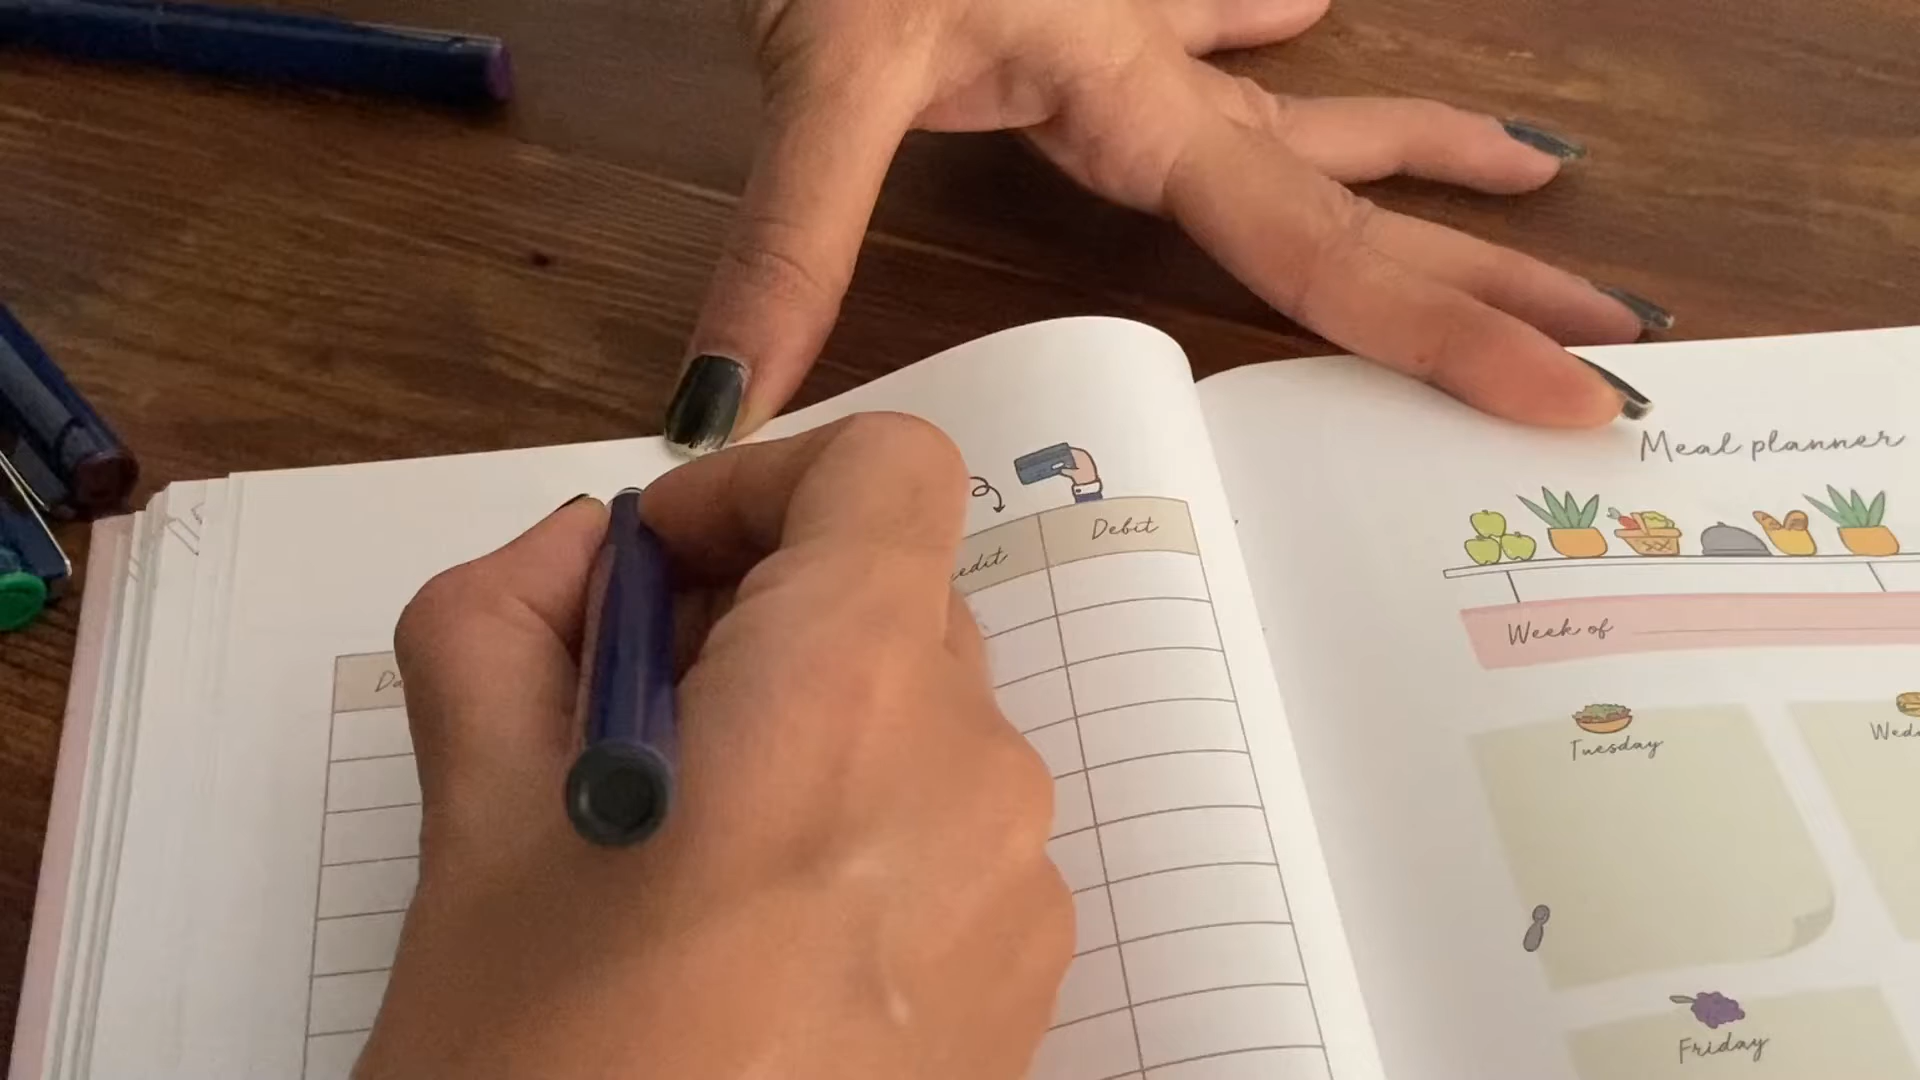 Debit
Meal planner
Week of
Tuesday
Friday